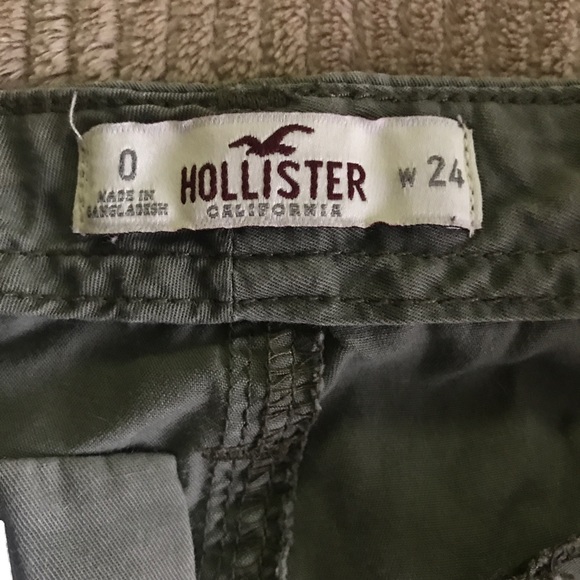 0
MADE IN
BANGLADESH
HOLLISTER
CALIFORNIA
W 24